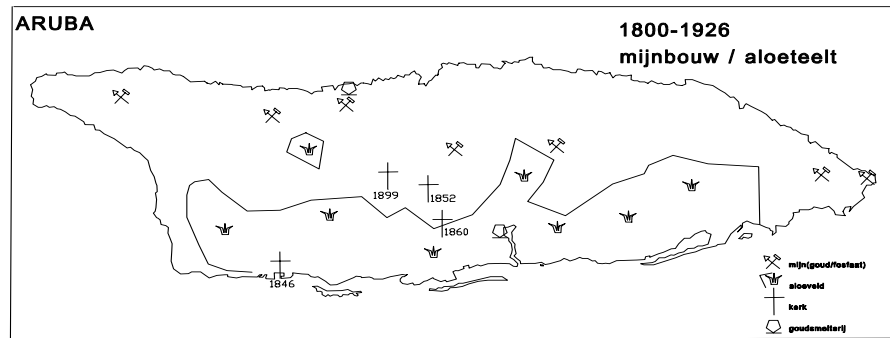 ARUBA
1800-1926
mijnbouw / aloeteelt
1899
1852
1860
1846
mijn(goud/fosfaat)
aloeveld
kerk
goudsmelterij